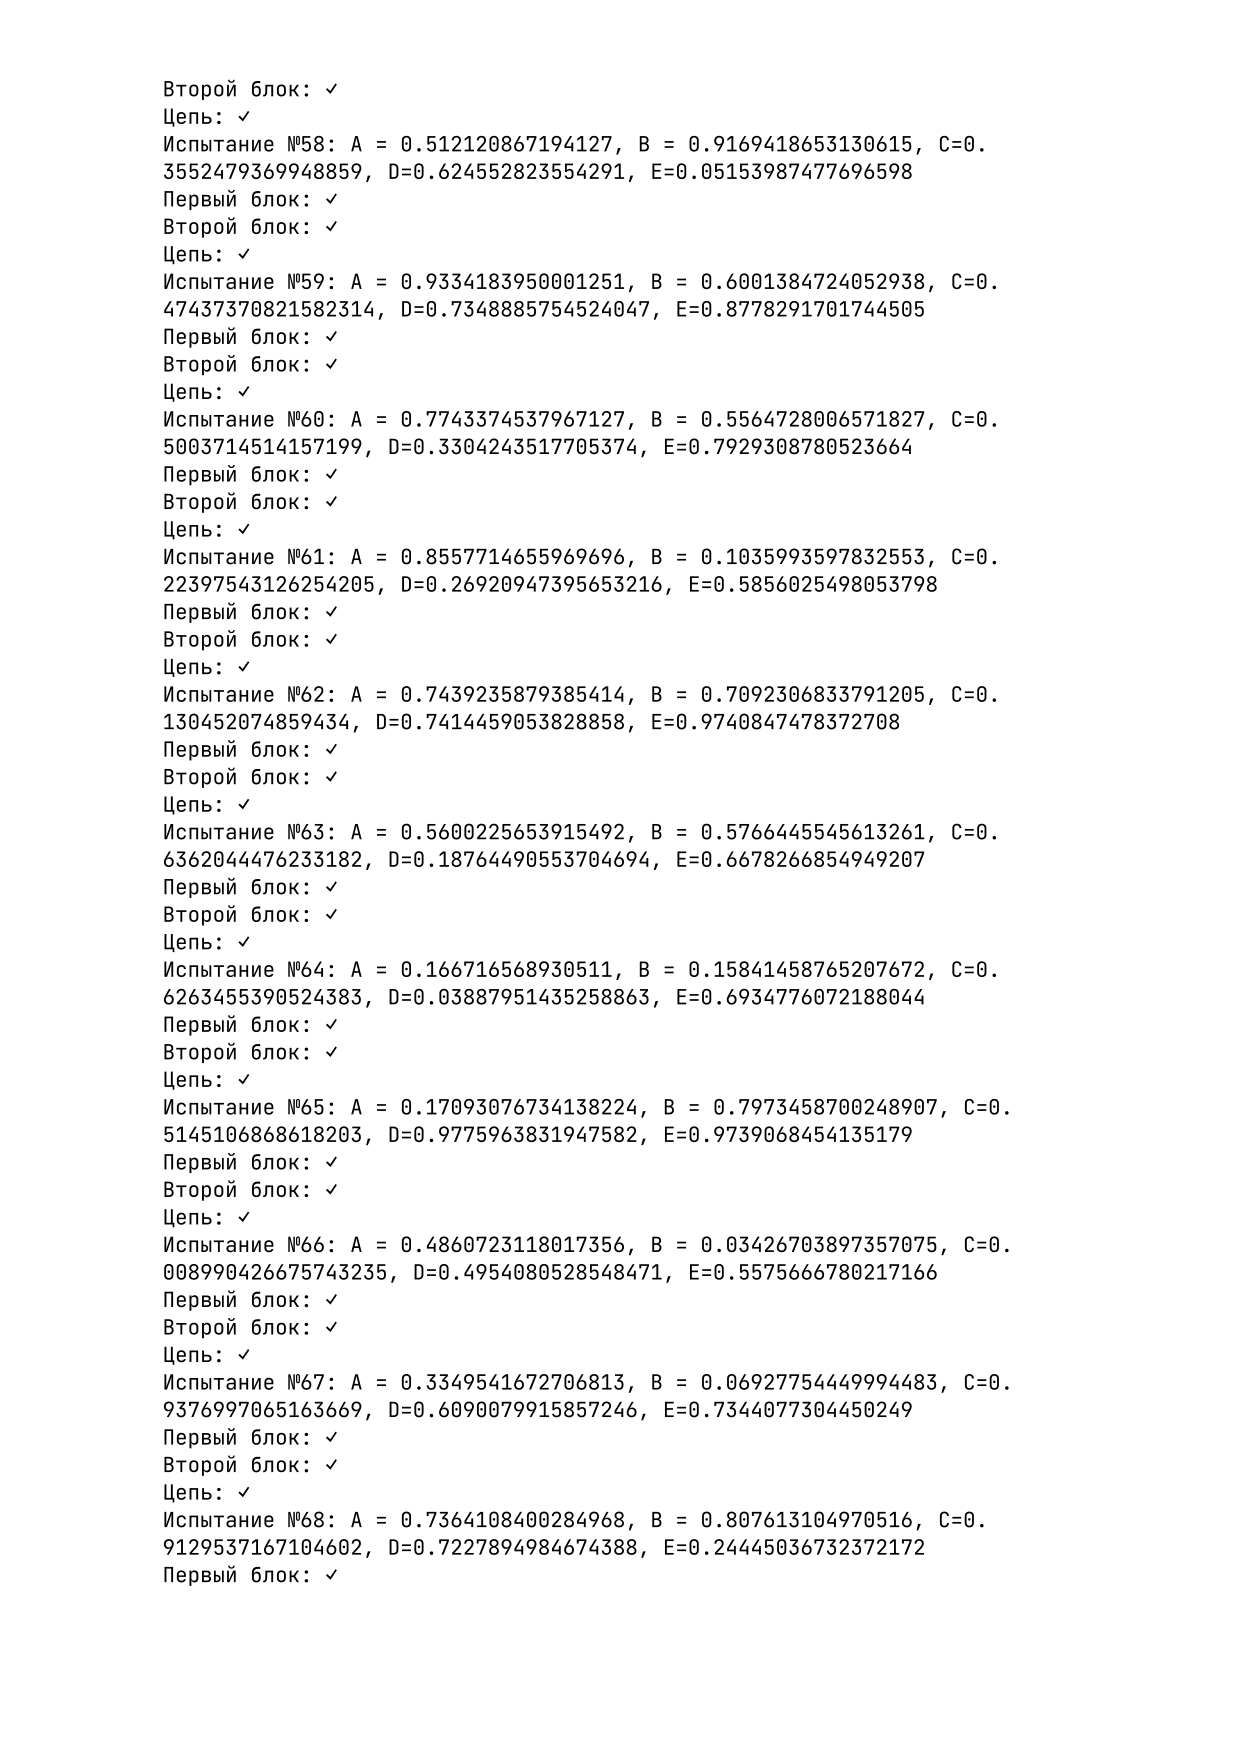 Второй блок: ✓
Цепь: ✓
Испытание №58: A = 0.512120867194127, B = 0.9169418653130615, C=0.
3552479369948859, D=0.624552823554291, E=0.05153987477696598
Первый блок: ✓
Второй блок: ✓
Цепь: ✓
Испытание №59: A = 0.9334183950001251, B = 0.6001384724052938, C=0.
47437370821582314, D=0.7348885754524047, E=0.8778291701744505
Первый блок: ✓
Второй блок: ✓
Цепь: ✓
Испытание №60: A = 0.7743374537967127, B = 0.5564728006571827, C=0.
5003714514157199, D=0.3304243517705374, E=0.7929308780523664
Первый блок: ✓
Второй блок: ✓
Цепь: ✓
Испытание №61: A = 0.8557714655969696, B = 0.1035993597832553, C=0.
22397543126254205, D=0.26920947395653216, E=0.5856025498053798
Первый блок: ✓
Второй блок: ✓
Цепь: ✓
Испытание №62: A = 0.7439235879385414, B = 0.7092306833791205, C=0.
130452074859434, D=0.7414459053828858, E=0.9740847478372708
Первый блок: ✓
Второй блок: ✓
Цепь: ✓
Испытание №63: A = 0.5600225653915492, B = 0.5766445545613261, C=0.
6362044476233182, D=0.18764490553704694, E=0.6678266854949207
Первый блок: ✓
Второй блок: ✓
Цепь: ✓
Испытание №64: A = 0.166716568930511, B = 0.15841458765207672, C=0.
6263455390524383, D=0.03887951435258863, E=0.6934776072188044
Первый блок: ✓
Второй блок: ✓
Цепь: ✓
Испытание №65: A = 0.17093076734138224, B = 0.7973458700248907, C=0.
5145106868618203, D=0.9775963831947582, E=0.9739068454135179
Первый блок: ✓
Второй блок: ✓
Цепь: ✓
Испытание №66: A = 0.4860723118017356, B = 0.03426703897357075, C=0.
008990426675743235, D=0.4954080528548471, E=0.5575666780217166
Первый блок: ✓
Второй блок: ✓
Цепь: ✓
Испытание №67: A = 0.3349541672706813, B = 0.06927754449994483, C=0.
9376997065163669, D=0.6090079915857246, E=0.7344077304450249
Первый блок: ✓
Второй блок: ✓
Цепь: ✓
Испытание №68: A = 0.7364108400284968, B = 0.807613104970516, C=0.
9129537167104602, D=0.7227894984674388, E=0.24445036732372172
Первый блок: ✓